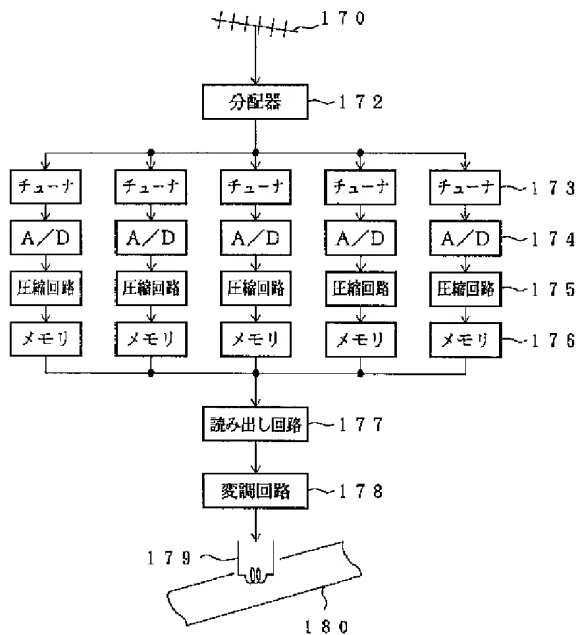 170
分配器 172
チューナ チューナ チューナ チューナ チューナ 173
A/D A/D A/D A/D A/D 174
圧縮回路 圧縮回路 圧縮回路 圧縮回路 圧縮回路 175
メモリ メモリ メモリ メモリ メモリ 176
読み出し回路 177
変調回路 178
179
180